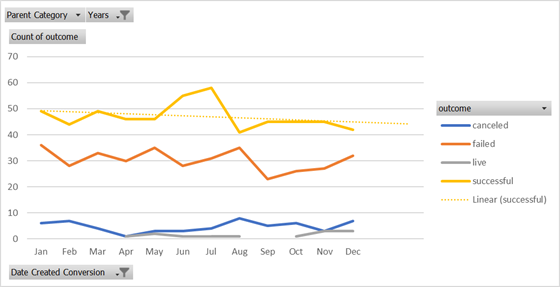 Parent Category Years
Count of outcome
70
60
50
40
30
20
10
0
Jan Feb Mar Apr May Jun Jul Aug Sep Oct Nov Dec
outcome
canceled
failed
live
successful
Linear (successful)
Date Created Conversion